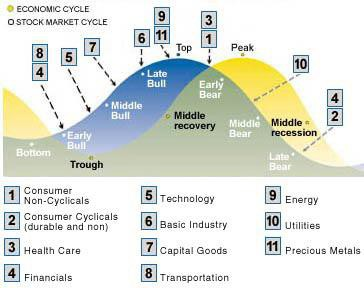 ECONOMIC CYCLE
STOCK MARKET CYCLE
9
11
3
1
8
4
5
7
6
Top
Peak
10
Late
Bull
Early
Bear
Middle
Bull
4
2
Middle
recovery
Middle
Bear
Middle
recession
Early
Bull
Bottom
Trough
Late
Bear
1 Consumer
Non-Cyclicals
2 Consumer Cyclicals
(durable and non)
3 Health Care
4 Financials
5 Technology
6 Basic Industry
7 Capital Goods
8 Transportation
9 Energy
10 Utilities
11 Precious Metals